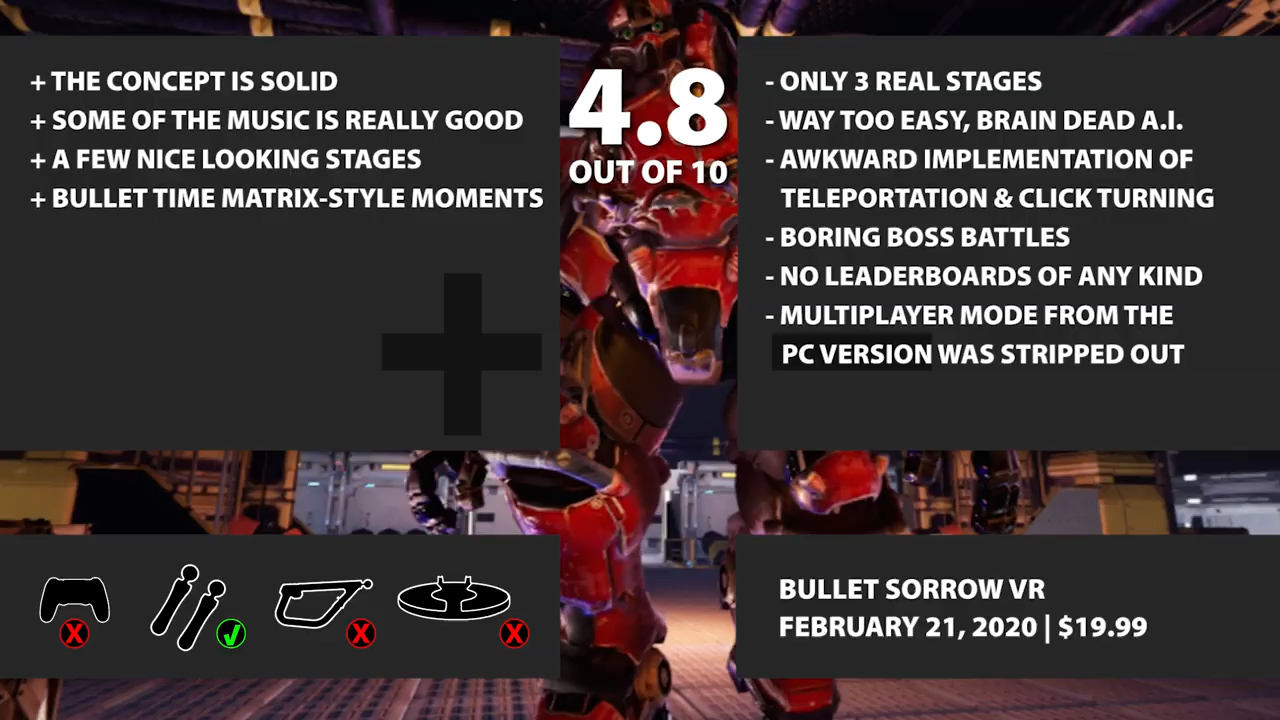 + THE CONCEPT IS SOLID
+ SOME OF THE MUSIC IS REALLY GOOD
+ A FEW NICE LOOKING STAGES
+ BULLET TIME MATRIX-STYLE MOMENTS
4.8
OUT OF 10
- ONLY 3 REAL STAGES
- WAY TOO EASY, BRAIN DEAD A.I.
- AWKWARD IMPLEMENTATION OF
TELEPORTATION & CLICK TURNING
- BORING BOSS BATTLES
- NO LEADERBOARDS OF ANY KIND
- MULTIPLAYER MODE FROM THE
PC VERSION WAS STRIPPED OUT
BULLET SORROW VR
FEBRUARY 21, 2020 | $19.99